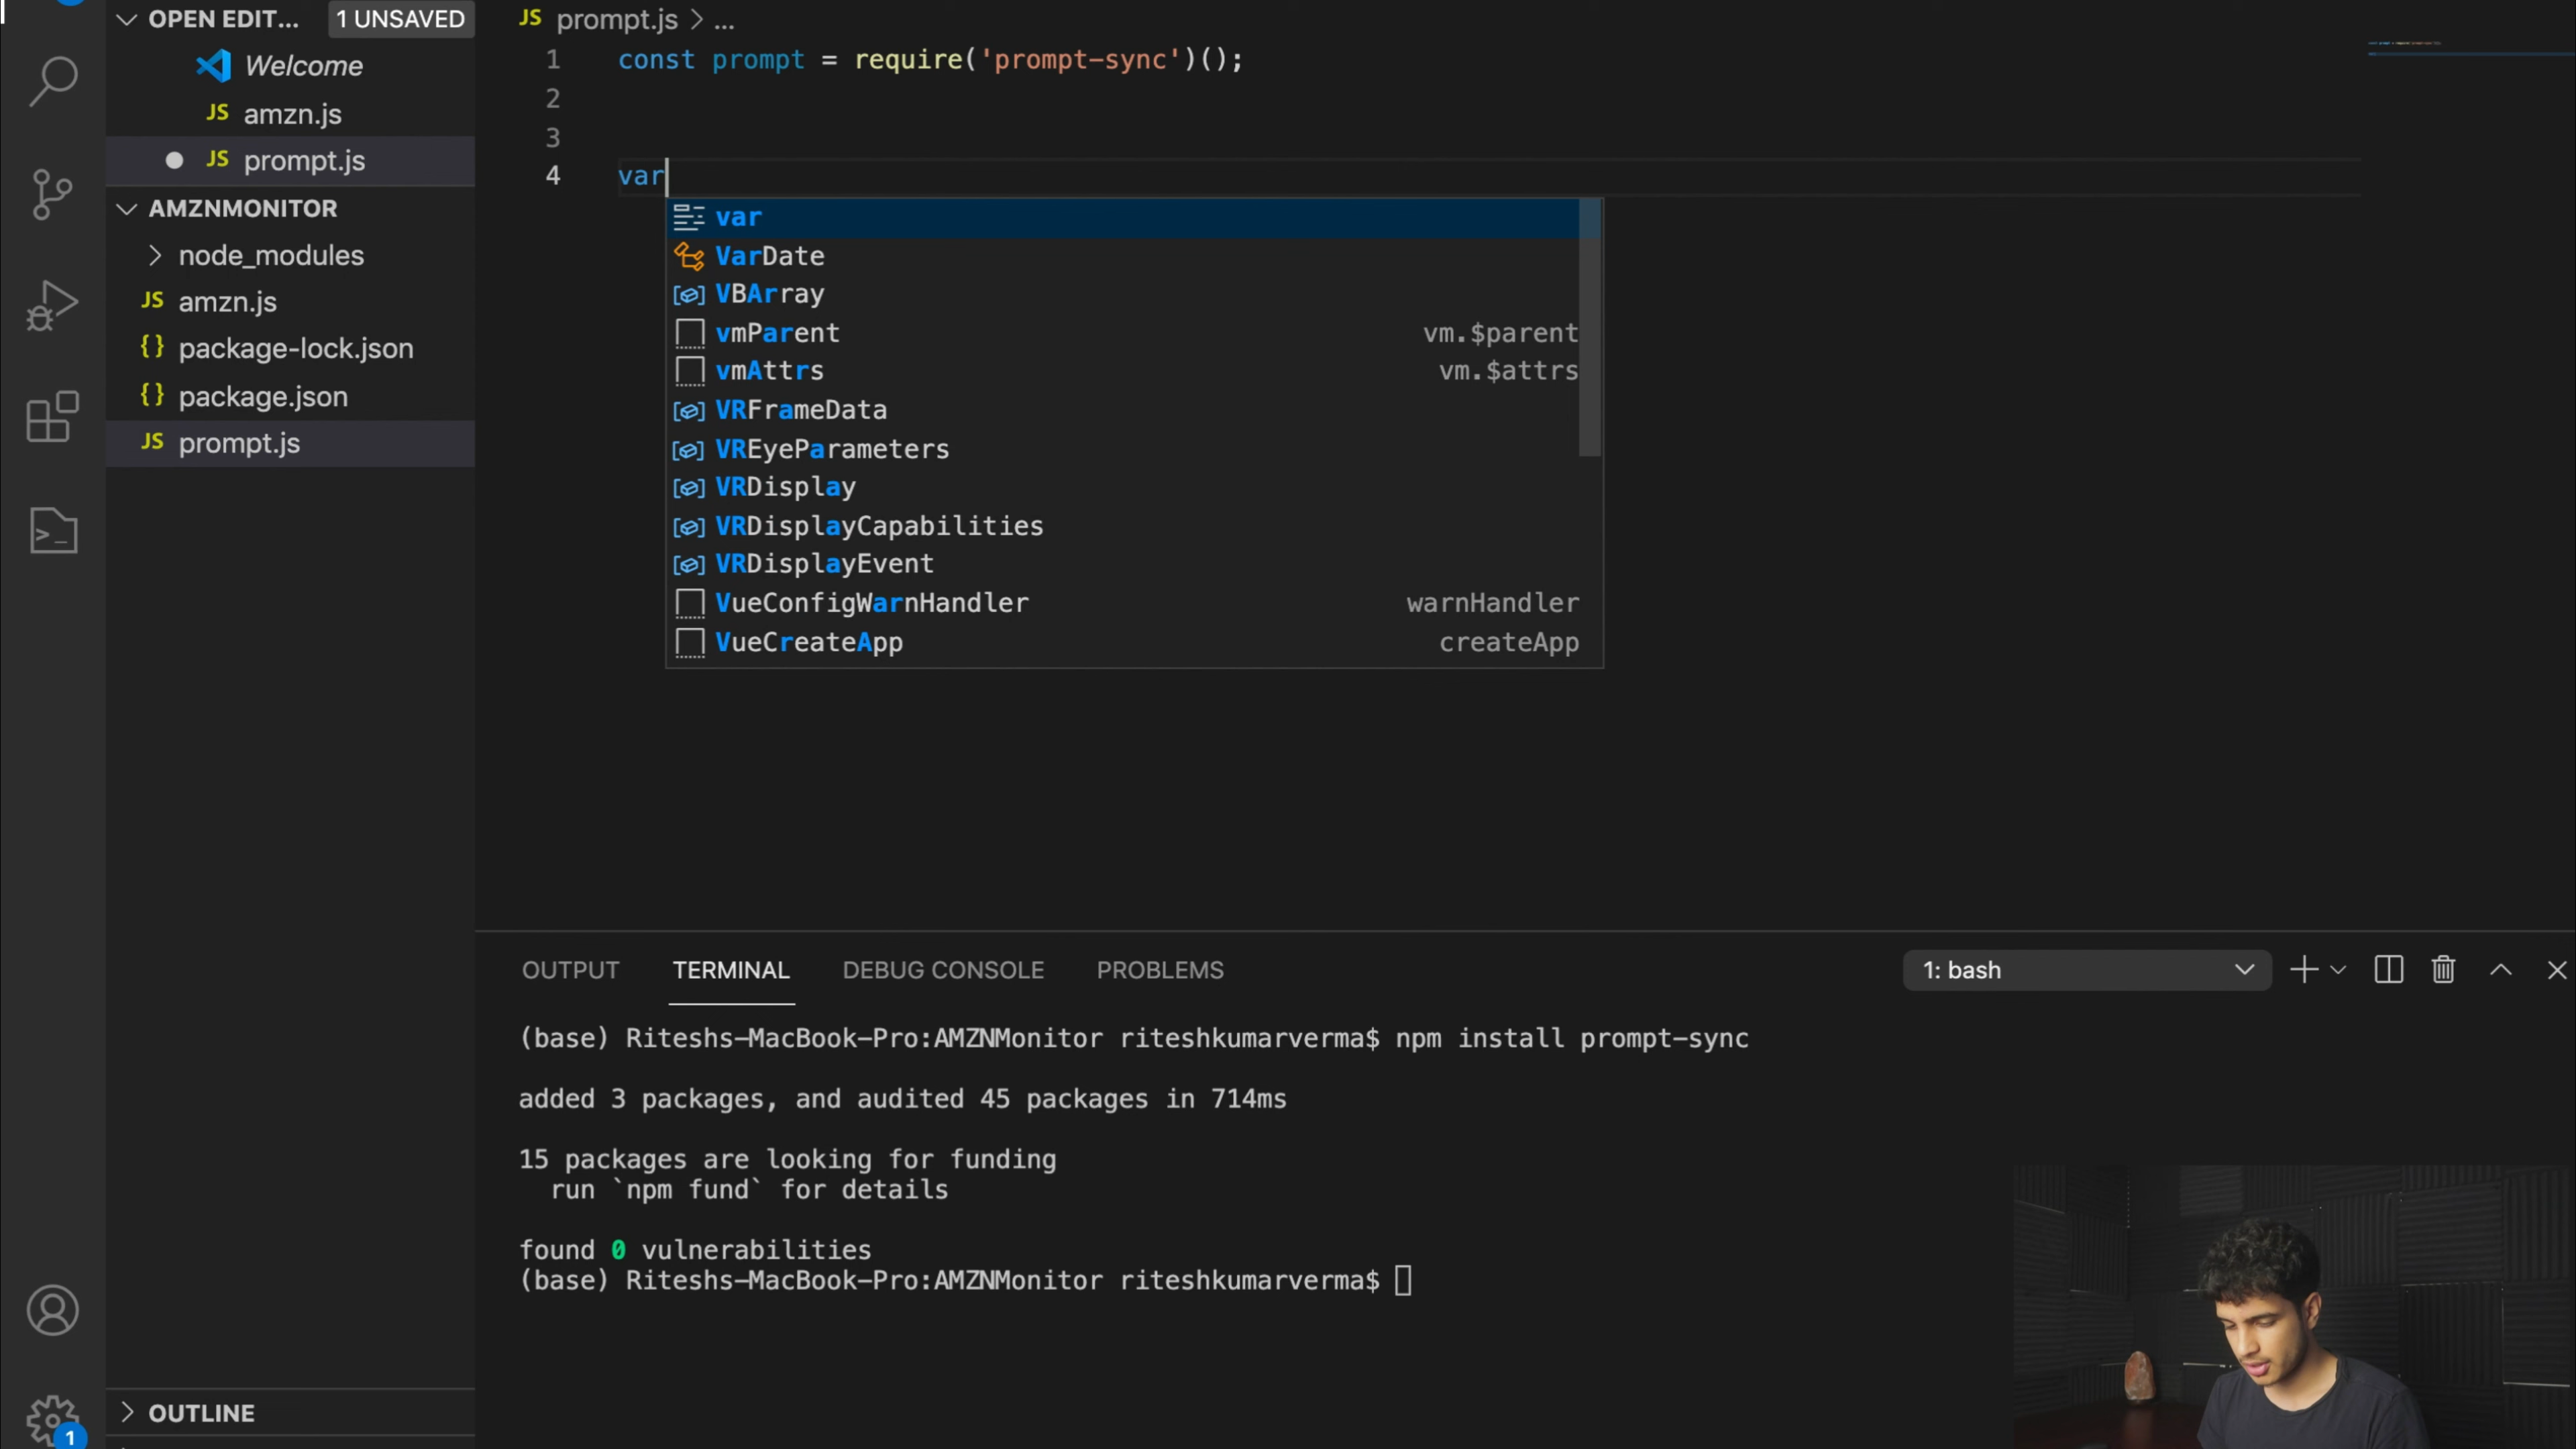 OPEN EDIT... 1 UNSAVED
Welcome
JS amzn.js
JS prompt.js
AMZNMONITOR
node_modules
JS amzn.js
{} package-lock.json
{} package.json
JS prompt.js
OUTLINE
1
JS prompt.js > ...
1 const prompt = require('prompt-sync')();
2
3
4 var
var
VarDate
VBArray
vmParent vm.$parent
vmAttrs vm.$attrs
VRFrameData
VREyeParameters
VRDisplay
VRDisplayCapabilities
VRDisplayEvent
VueConfigWarnHandler warnHandler
VueCreateApp createApp
OUTPUT TERMINAL DEBUG CONSOLE PROBLEMS 1: bash
(base) Riteshs-MacBook-Pro:AMZNMonitor riteshkumarverma$ npm install prompt-sync
added 3 packages, and audited 45 packages in 714ms
15 packages are looking for funding
run `npm fund` for details
found 0 vulnerabilities
(base) Riteshs-MacBook-Pro:AMZNMonitor riteshkumarverma$